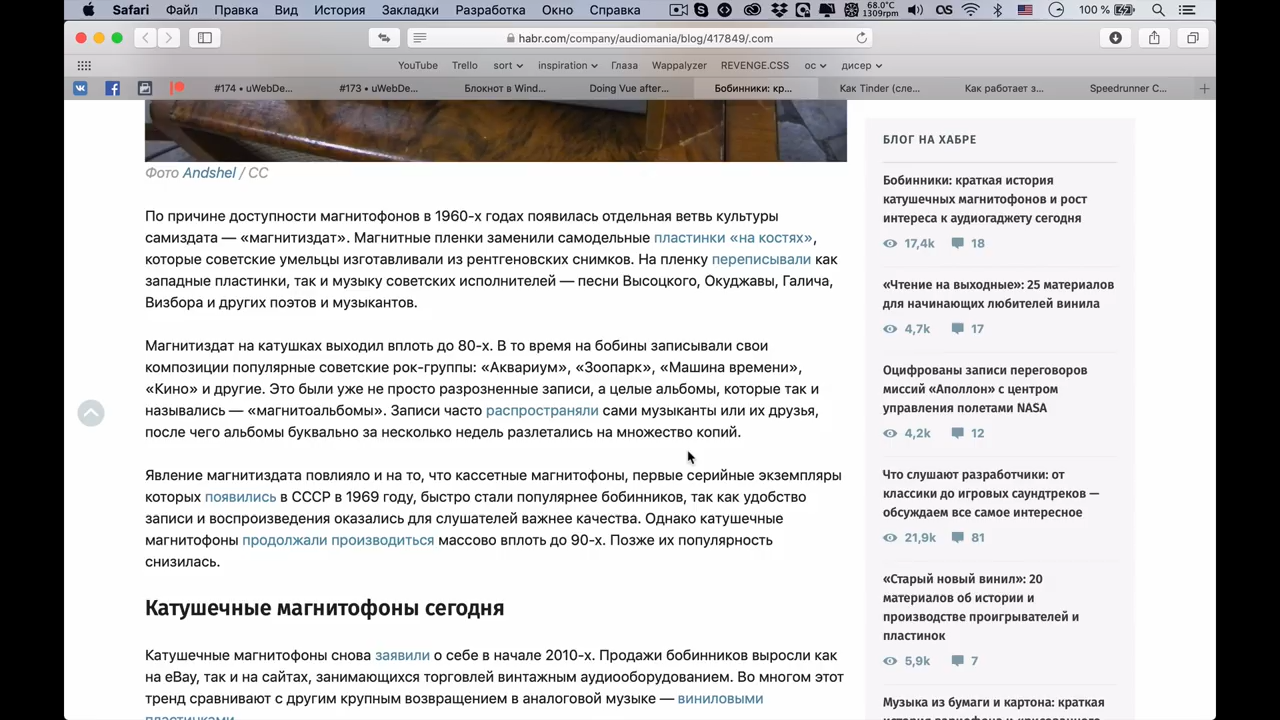 Safari Файл Правка Вид История Закладки Разработка Окно Справка 68.0°C 1309rpm 100 %
habr.com/company/audiomania/blog/417849/.com
YouTube Trello sort inspiration Глаза Wappalyzer REVENGE.CSS ос дисер
#174 • uWebDe... #173 • uWebDe... Блокнот в Wind... Doing Vue after... Бобинники: кр... Как Tinder (сле... Как работает з... Speedrunner C...
Фото Andshel / CC
По причине доступности магнитофонов в 1960-х годах появилась отдельная ветвь культуры
самиздата — «магнитиздат». Магнитные пленки заменили самодельные пластинки «на костях»,
которые советские умельцы изготавливали из рентгеновских снимков. На пленку переписывали как
западные пластинки, так и музыку советских исполнителей — песни Высоцкого, Окуджавы, Галича,
Визбора и других поэтов и музыкантов.
Магнитиздат на катушках выходил вплоть до 80-х. В то время на бобины записывали свои
композиции популярные советские рок-группы: «Аквариум», «Зоопарк», «Машина времени»,
«Кино» и другие. Это были уже не просто разрозненные записи, а целые альбомы, которые так и
назывались — «магнитоальбомы». Записи часто распространяли сами музыканты или их друзья,
после чего альбомы буквально за несколько недель разлетались на множество копий.
Явление магнитиздата повлияло и на то, что кассетные магнитофоны, первые серийные экземпляры
которых появились в СССР в 1969 году, быстро стали популярнее бобинников, так как удобство
записи и воспроизведения оказались для слушателей важнее качества. Однако катушечные
магнитофоны продолжали производиться массово вплоть до 90-х. Позже их популярность
снизилась.
Катушечные магнитофоны сегодня
Катушечные магнитофоны снова заявили о себе в начале 2010-х. Продажи бобинников выросли как
на eBay, так и на сайтах, занимающихся торговлей винтажным аудиооборудованием. Во многом этот
тренд сравнивают с другим крупным возвращением в аналоговой музыке — виниловыми
пластинками.
БЛОГ НА ХАБРЕ
Бобинники: краткая история
катушечных магнитофонов и рост
интереса к аудиогаджету сегодня
17,4k 18
«Чтение на выходные»: 25 материалов
для начинающих любителей винила
4,7k 17
Оцифрованы записи переговоров
миссий «Аполлон» с центром
управления полетами NASA
4,2k 12
Что слушают разработчики: от
классики до игровых саундтреков —
обсуждаем все самое интересное
21,9k 81
«Старый новый винил»: 20
материалов об истории и
производстве проигрывателей и
пластинок
5,9k 7
Музыка из бумаги и картона: краткая